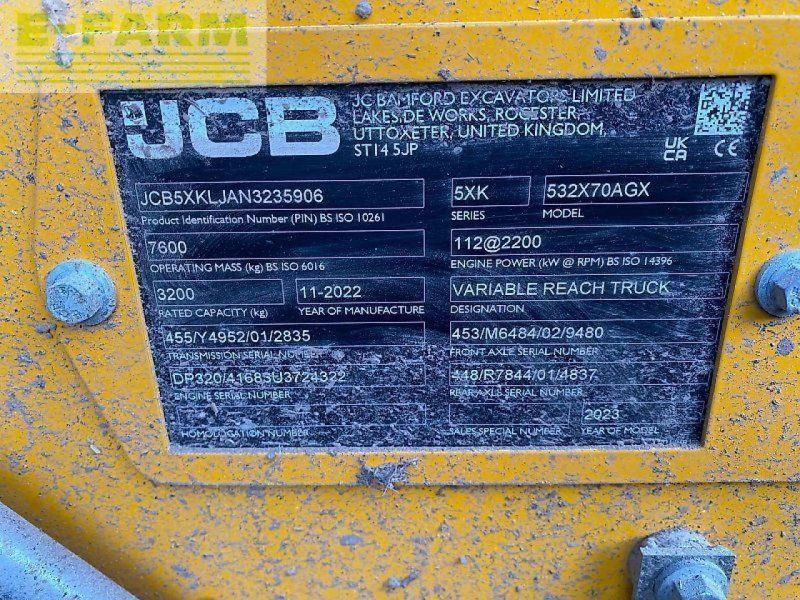 E-FARM
JCB
JC BAMFORD EXCAVATORS LIMITED
LAKESIDE WORKS, ROCESTER,
UTTOXETER, UNITED KINGDOM,
ST14 5JP
UK
CA CE
JCB5XKLJAN3235906
Product Identification Number (PIN) BS ISO 10261
5XK
SERIES
532X70AGX
MODEL
7600
OPERATING MASS (kg) BS ISO 6016
112@2200
ENGINE POWER (kW @ RPM) BS ISO 14396
3200
RATED CAPACITY (kg)
11-2022
YEAR OF MANUFACTURE
VARIABLE REACH TRUCK
DESIGNATION
455/Y4952/01/2835
TRANSMISSION SERIAL NUMBER
453/M6484/02/9480
FRONT AXLE SERIAL NUMBER
DP320/41683U3724322
ENGINE SERIAL NUMBER
448/R7844/01/4837
REAR AXLE SERIAL NUMBER
HOMOLOGATION NUMBER
SALES SPECIAL NUMBER
2023
YEAR OF MODEL